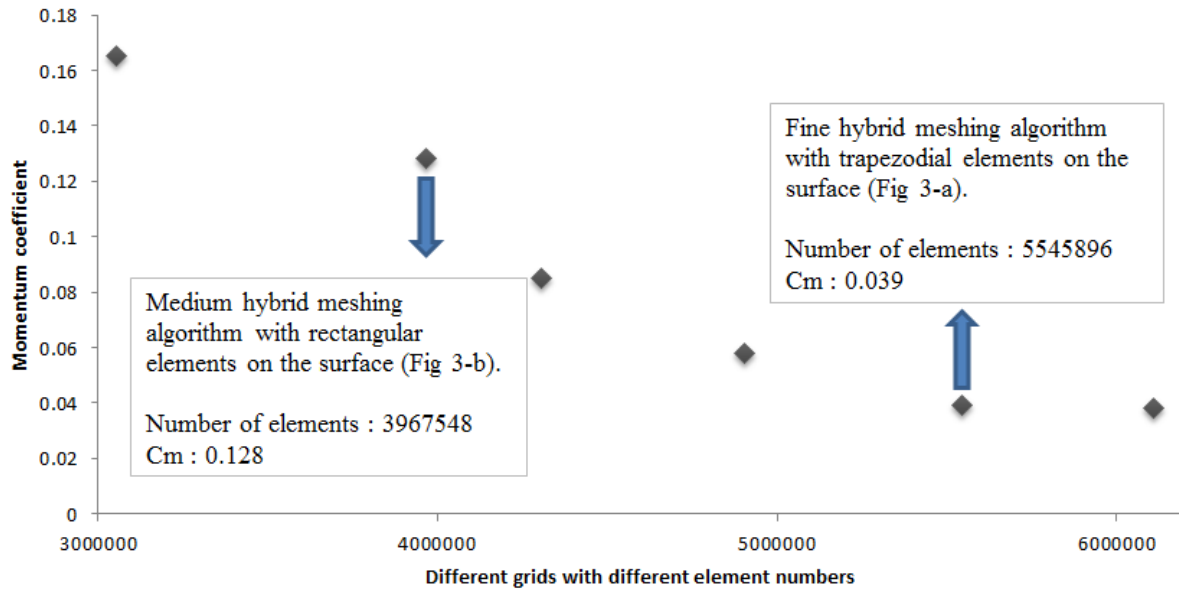 0.18
0.16
0.14
0.12
0.1
0.08
0.06
0.04
0.02
0
Momentum coefficient
Medium hybrid meshing
algorithm with rectangular
elements on the surface (Fig 3-b).
Number of elements : 3967548
Cm : 0.128
Fine hybrid meshing algorithm
with trapezodial elements on the
surface (Fig 3-a).
Number of elements : 5545896
Cm : 0.039
3000000
4000000
5000000
6000000
Different grids with different element numbers